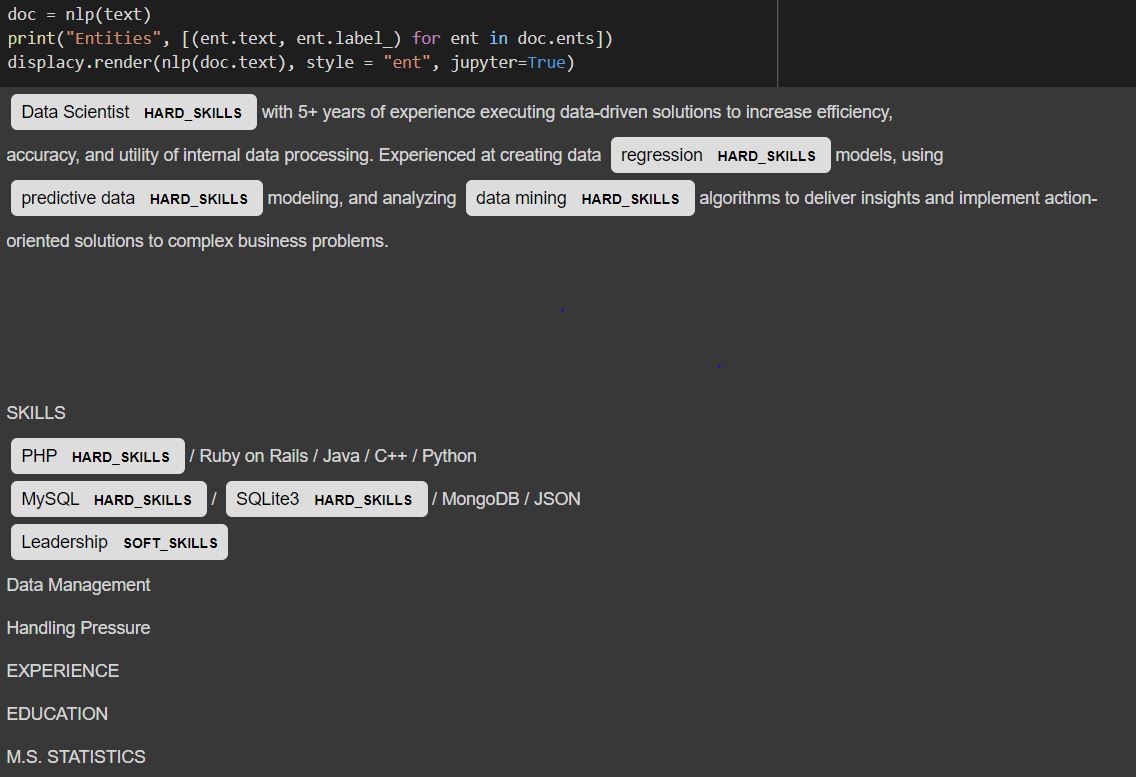 doc = nlp(text)
print("Entities", [(ent.text, ent.label_) for ent in doc.ents])
displacy.render(nlp(doc.text), style = "ent", jupyter=True)
Data Scientist HARD_SKILLS with 5+ years of experience executing data-driven solutions to increase efficiency,
accuracy, and utility of internal data processing. Experienced at creating data regression HARD_SKILLS models, using
predictive data HARD_SKILLS modeling, and analyzing data mining HARD_SKILLS algorithms to deliver insights and implement action-
oriented solutions to complex business problems.
SKILLS
PHP HARD_SKILLS / Ruby on Rails / Java / C++ / Python
MySQL HARD_SKILLS / SQLite3 HARD_SKILLS / MongoDB / JSON
Leadership SOFT_SKILLS
Data Management
Handling Pressure
EXPERIENCE
EDUCATION
M.S. STATISTICS